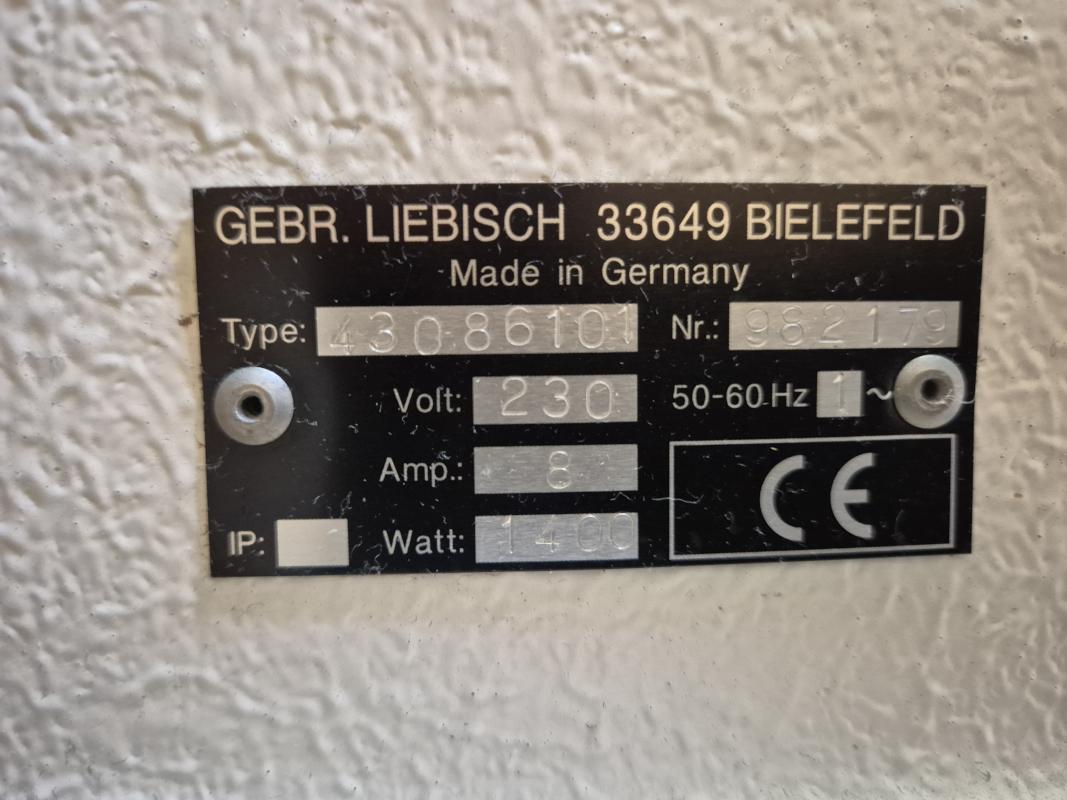 GEBR. LIEBISCH 33649 BIELEFELD
Made in Germany
Type: 43086101 Nr.: 982179
Volt: 230 50-60 Hz 1~
Amp.: 8
IP: Watt: 1400
CE